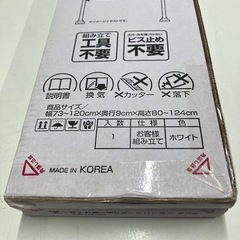 組み立て
工具
不要
ビス止め
不要
説明書
換気
×カッター
×落下
商品サイズ／
幅73〜120cm×奥行9cm×高さ60〜124cm
入数 仕様 色
1 お客様組み立て ホワイト
MADE IN KOREA